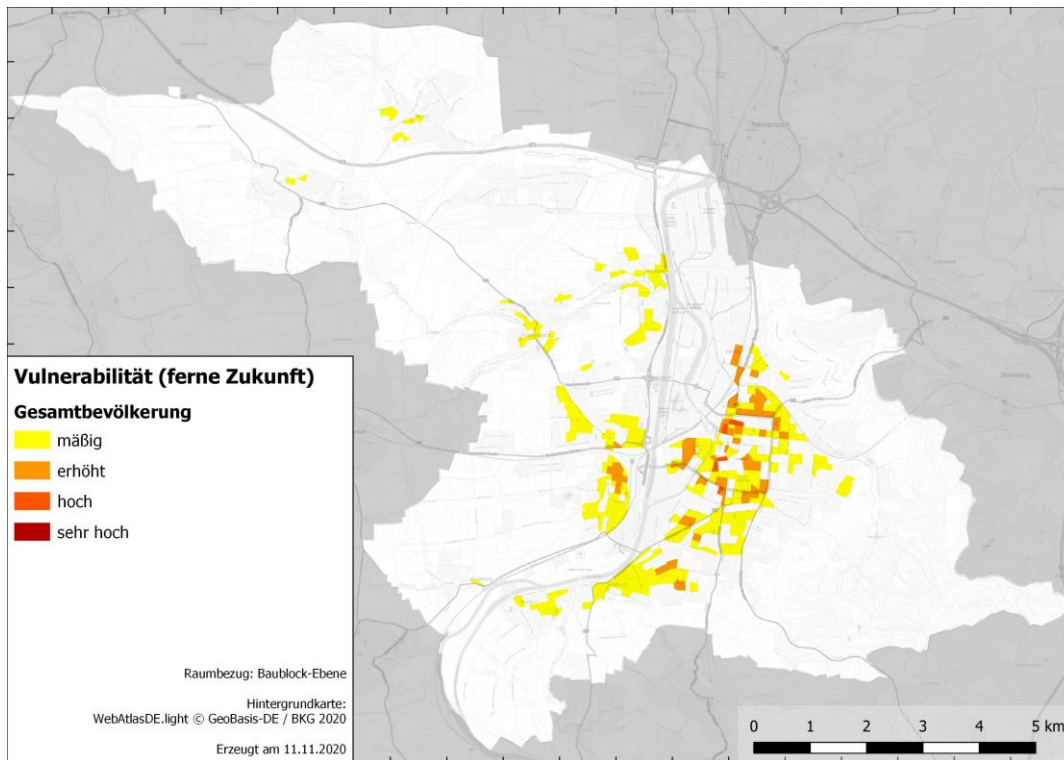 Neckarsulm
Weinsberg
Vulnerabilität (ferne Zukunft)
Gesamtbevölkerung
mäßig
erhöht
hoch
sehr hoch
Raumbezug: Baublock-Ebene
Hintergrundkarte:
WebAtlasDE.light © GeoBasis-DE / BKG 2020
Erzeugt am 11.11.2020
0 1 2 3 4 5 km